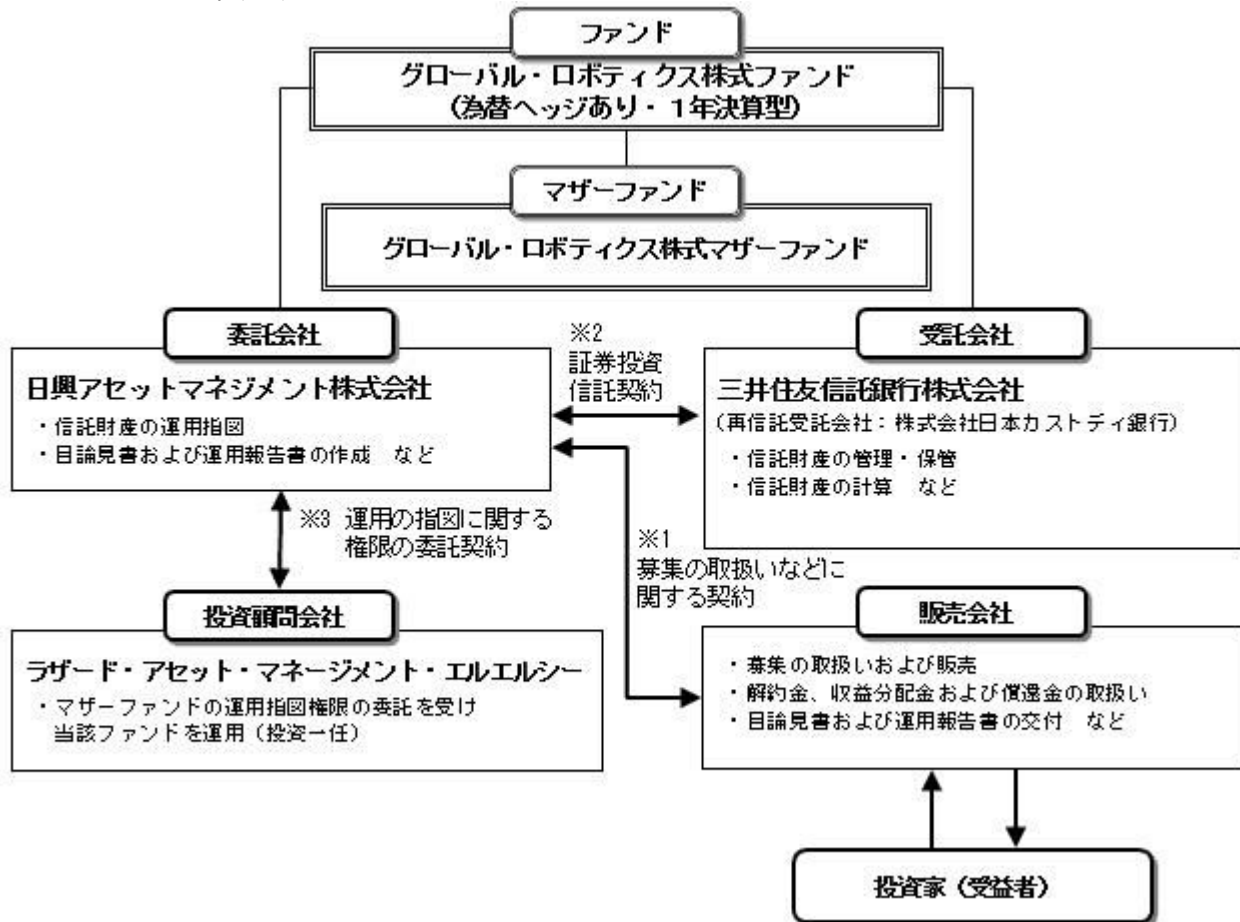 ファンド
グローバル・ロボティクス株式ファンド
（為替ヘッジあり・１年決算型）
マザーファンド
グローバル・ロボティクス株式マザーファンド
委託会社
日興アセットマネジメント株式会社
・信託財産の運用指図
・目論見書および運用報告書の作成　など
※2
証券投資
信託契約
受託会社
三井住友信託銀行株式会社
（再信託受託会社：株式会社日本カストディ銀行）
・信託財産の管理・保管
・信託財産の計算　など
※3 運用の指図に関する
権限の委託契約
※1
募集の取扱いなどに
関する契約
投資顧問会社
ラザード・アセット・マネージメント・エルエルシー
・マザーファンドの運用指図権限の委託を受け
当該ファンドを運用（投資一任）
販売会社
・募集の取扱いおよび販売
・解約金、収益分配金および償還金の取扱い
・目論見書および運用報告書の交付　など
投資家（受益者）